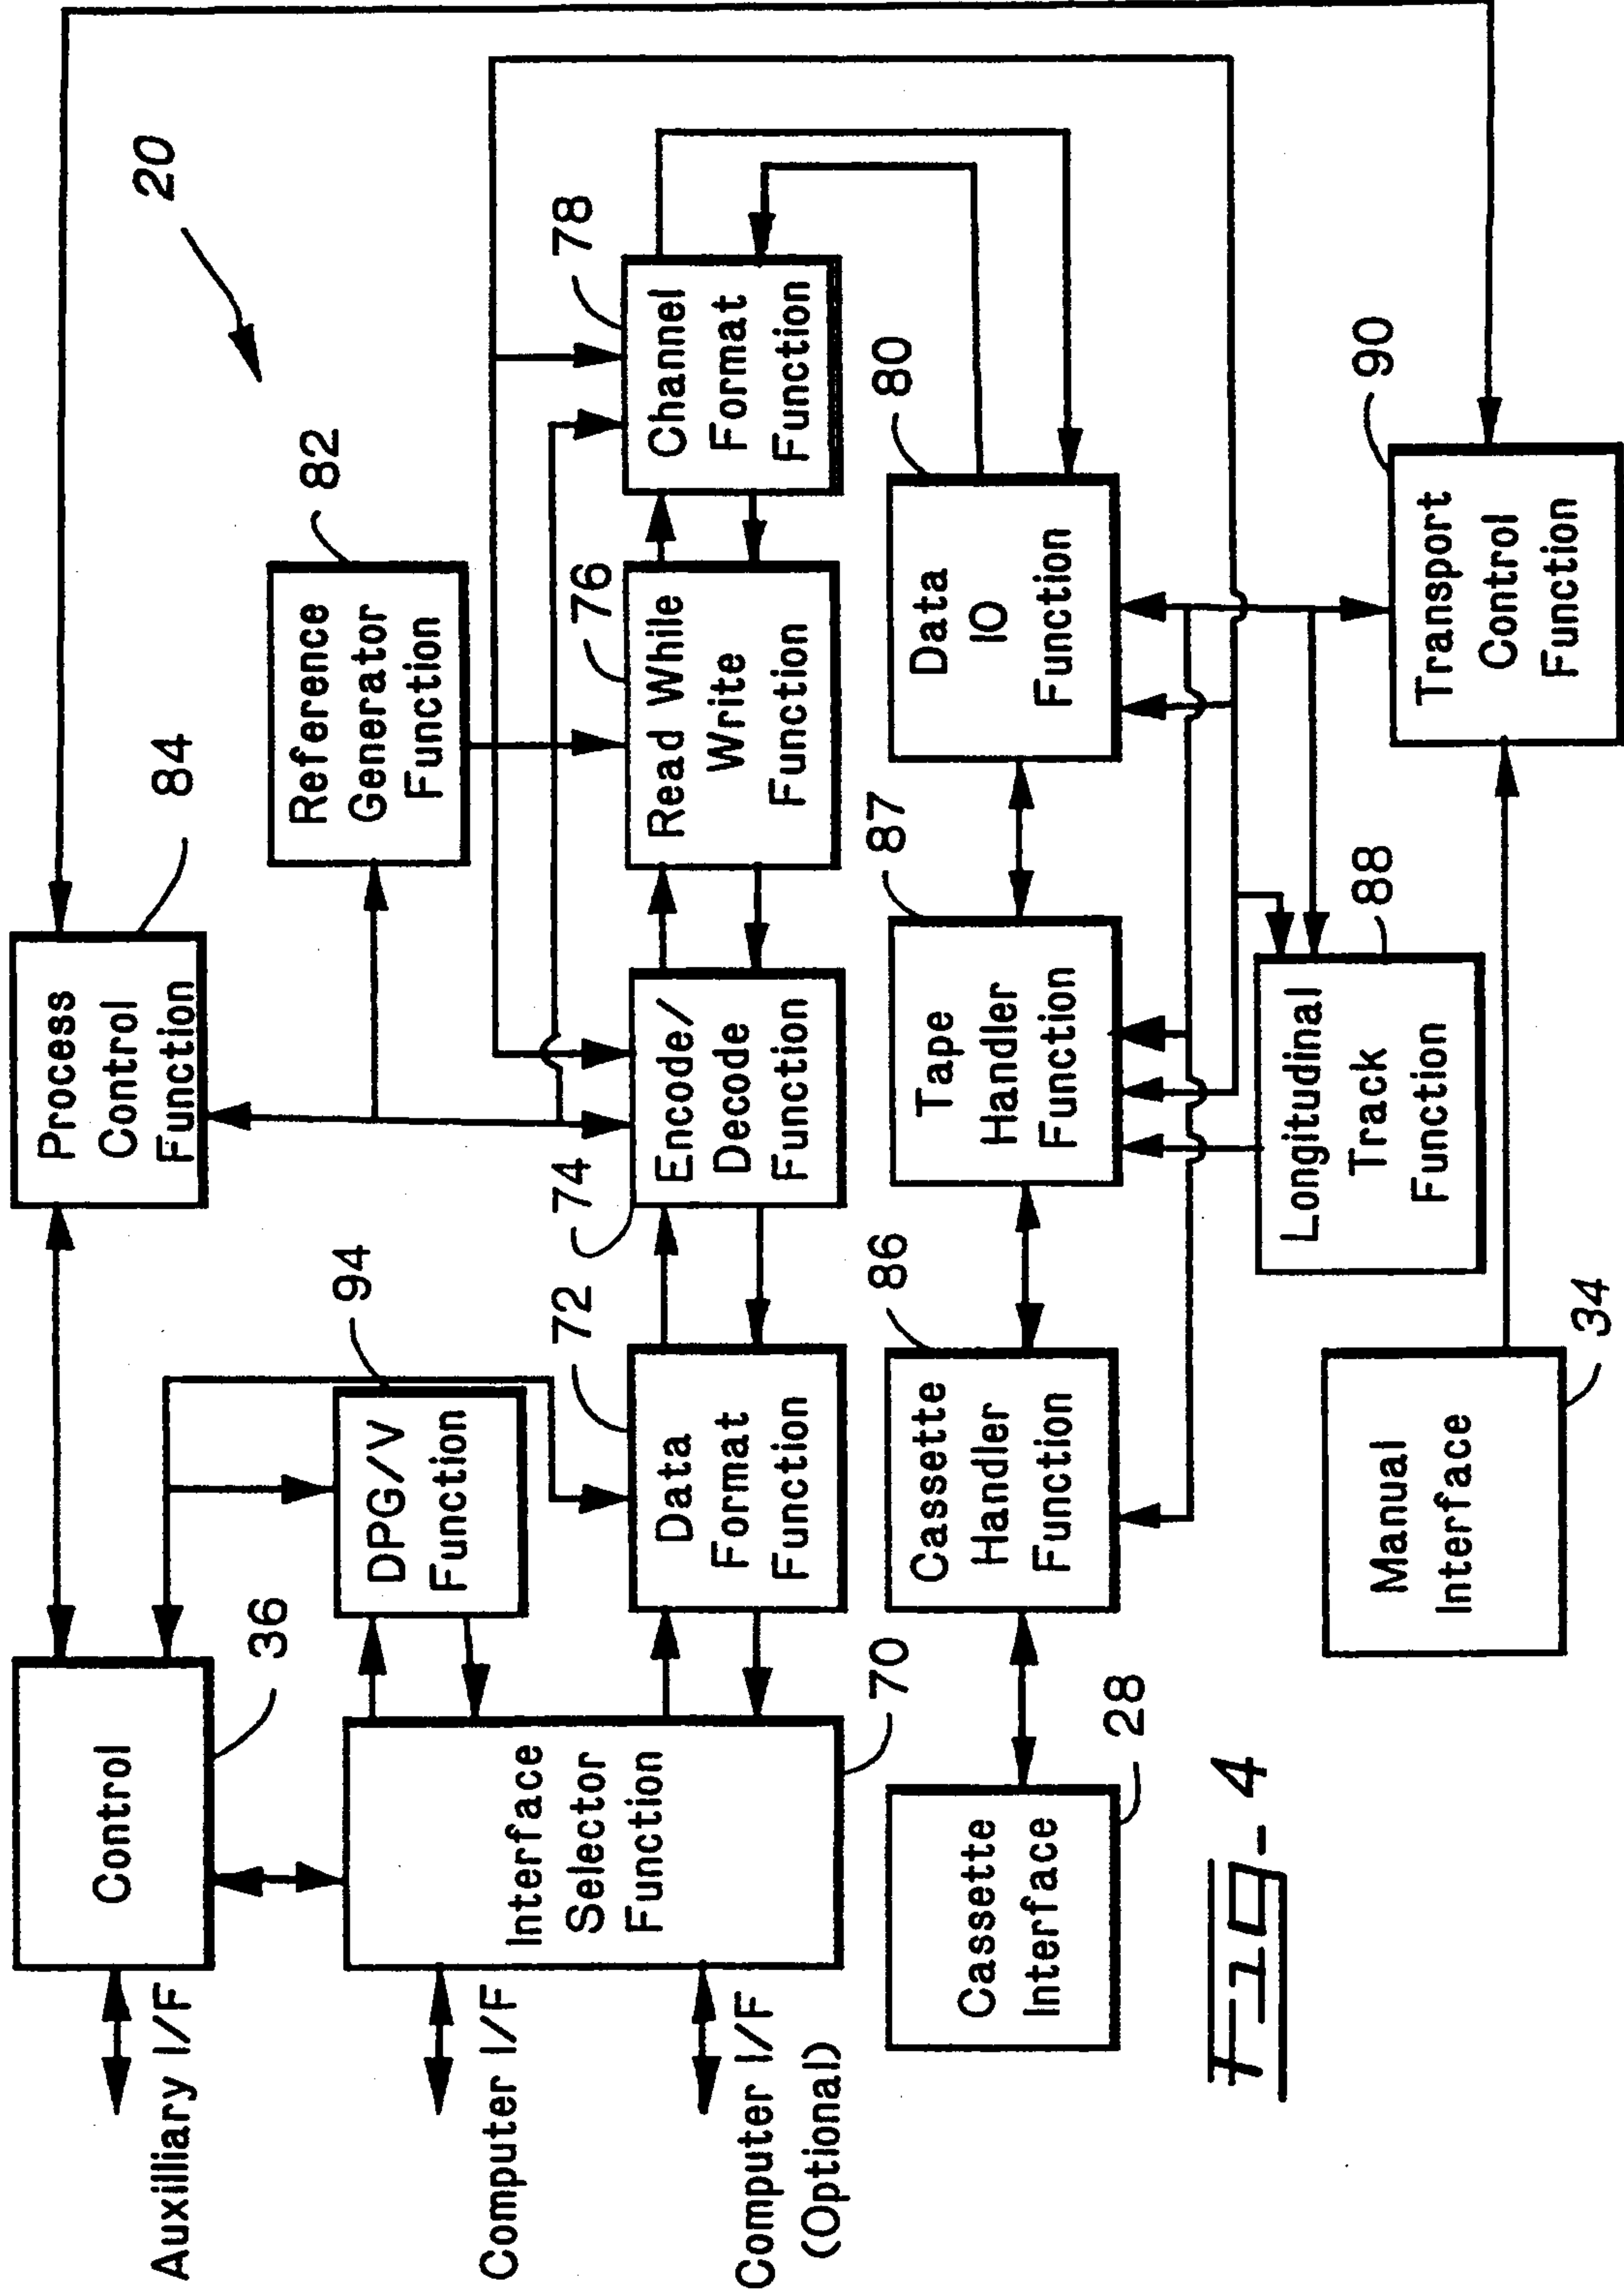 20
Control
36
Process
Control
Function
84
Auxilliary I/F
DPG/V
Function
94
Reference
Generator
Function
82
Computer I/F
Computer I/F
(Optional)
Interface
Selector
Function
70
Data
Format
Function
72
Encode/
Decode
Function
74
Read While
Write
Function
76
Channel
Format
Function
78
Cassette
Interface
28
Cassette
Handler
Function
86
Tape
Handler
Function
87
Data
IO
Function
80
Longitudinal
Track
Function
88
Manual
Interface
34
Transport
Control
Function
90
Fig-4